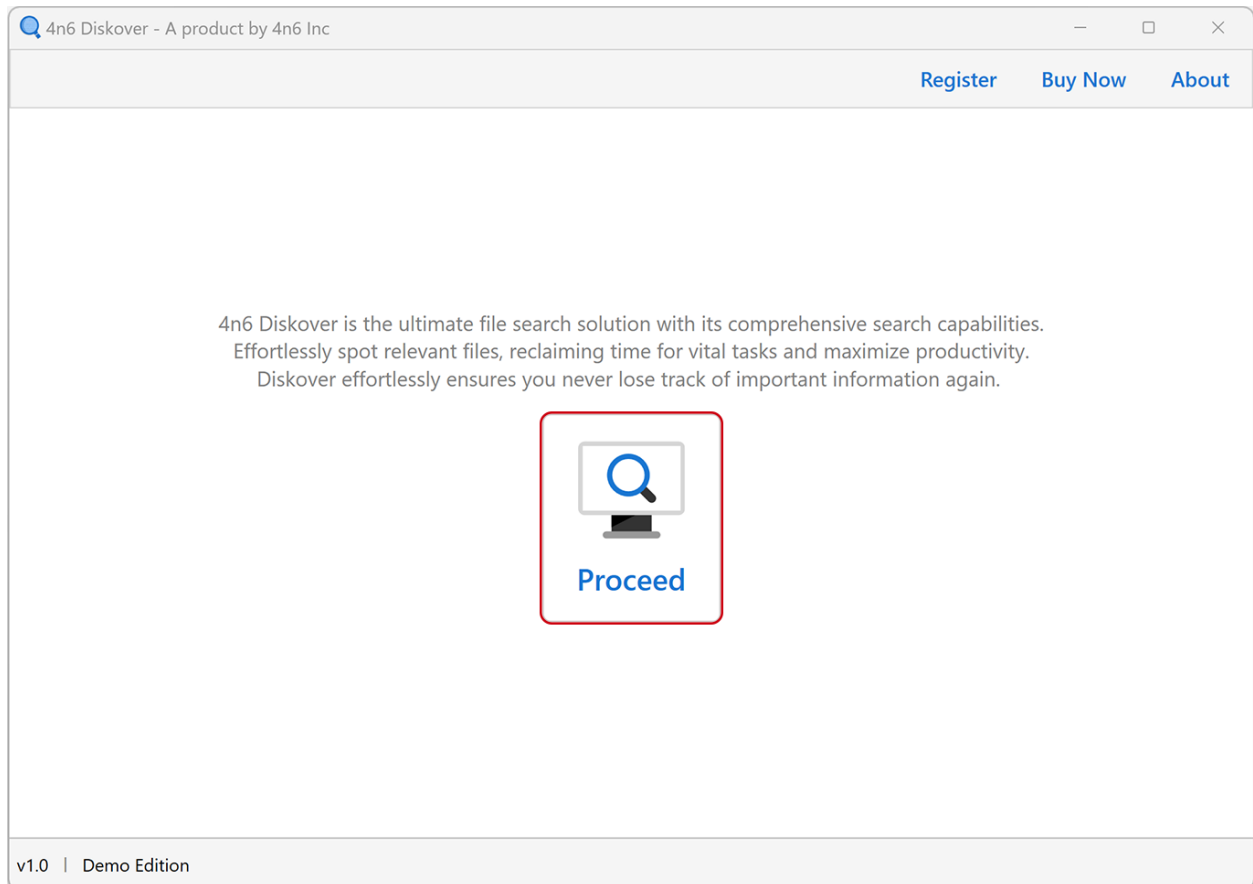 4n6 Diskover - A product by 4n6 Inc
Register Buy Now About
4n6 Diskover is the ultimate file search solution with its comprehensive search capabilities.
Effortlessly spot relevant files, reclaiming time for vital tasks and maximize productivity.
Diskover effortlessly ensures you never lose track of important information again.
Proceed
v1.0 | Demo Edition